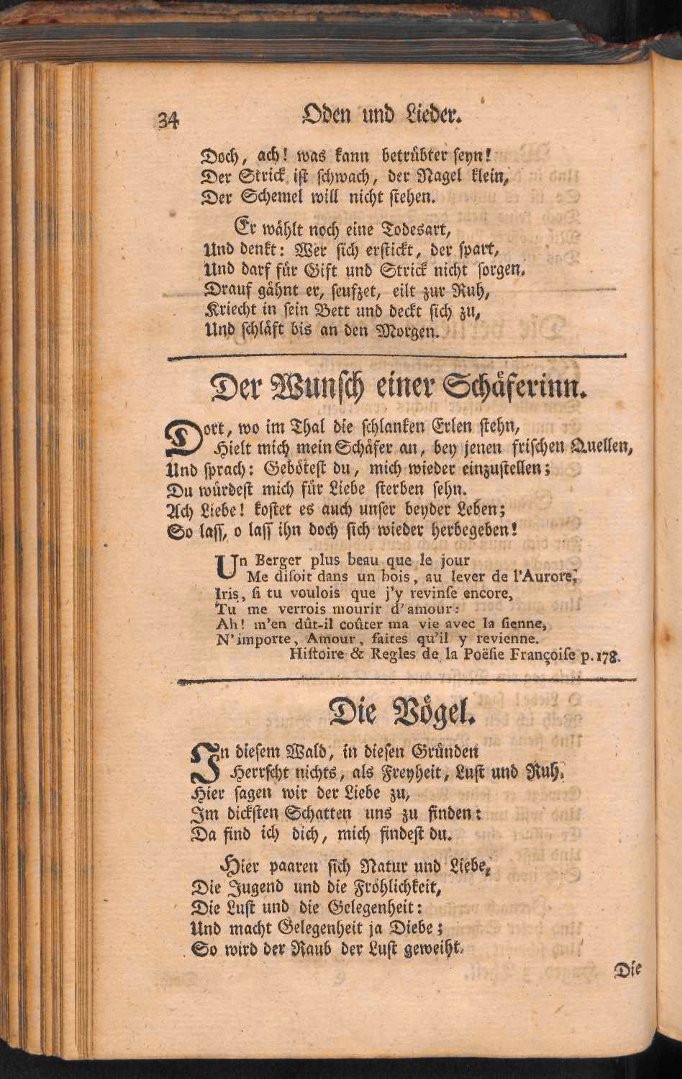 34 Oden und Lieder.
Doch, ach! was kann betrübter seyn!
Der Strick ist schwach, der Nagel klein,
Der Schemel will nicht stehen.
Er wählt noch eine Todesart,
Und denkt: Wer sich erstickt, der spart,
Und darf für Gift und Strick nicht sorgen.
Drauf gähnt er, seufzet, eilt zur Ruh,
Kriecht in sein Bett und deckt sich zu,
Und schläft bis an den Morgen.
Der Wunsch einer Schäferinn.
Dort, wo im Thal die schlanken Erlen stehn,
Hielt mich mein Schäfer an, bey jenen frischen Quellen,
Und sprach: Gebötest du, mich wieder einzustellen;
Du würdest mich für Liebe sterben sehn.
Ach Liebe! kostet es auch unser beyder Leben;
So lass, o lass ihn doch sich wieder herbegeben!
Un Berger plus beau que le jour
Me disoit dans un bois, au lever de l'Aurore,
Iris, si tu voulois que j'y revinse encore,
Tu me verrois mourir d'amour:
Ah! m'en dût-il coûter ma vie avec la sienne,
N'importe, Amour, faites qu'il y revienne.
Histoire & Regles de la Poësie Françoise p. 178.
Die Vögel.
In diesem Wald, in diesen Gründen
Herrscht nichts, als Freyheit, Lust und Ruh.
Hier sagen wir der Liebe zu,
Im dicksten Schatten uns zu finden:
Da find ich dich, mich findest du.
Hier paaren sich Natur und Liebe,
Die Jugend und die Fröhlichkeit,
Die Lust und die Gelegenheit:
Und macht Gelegenheit ja Diebe;
So wird der Raub der Lust geweiht.
Die